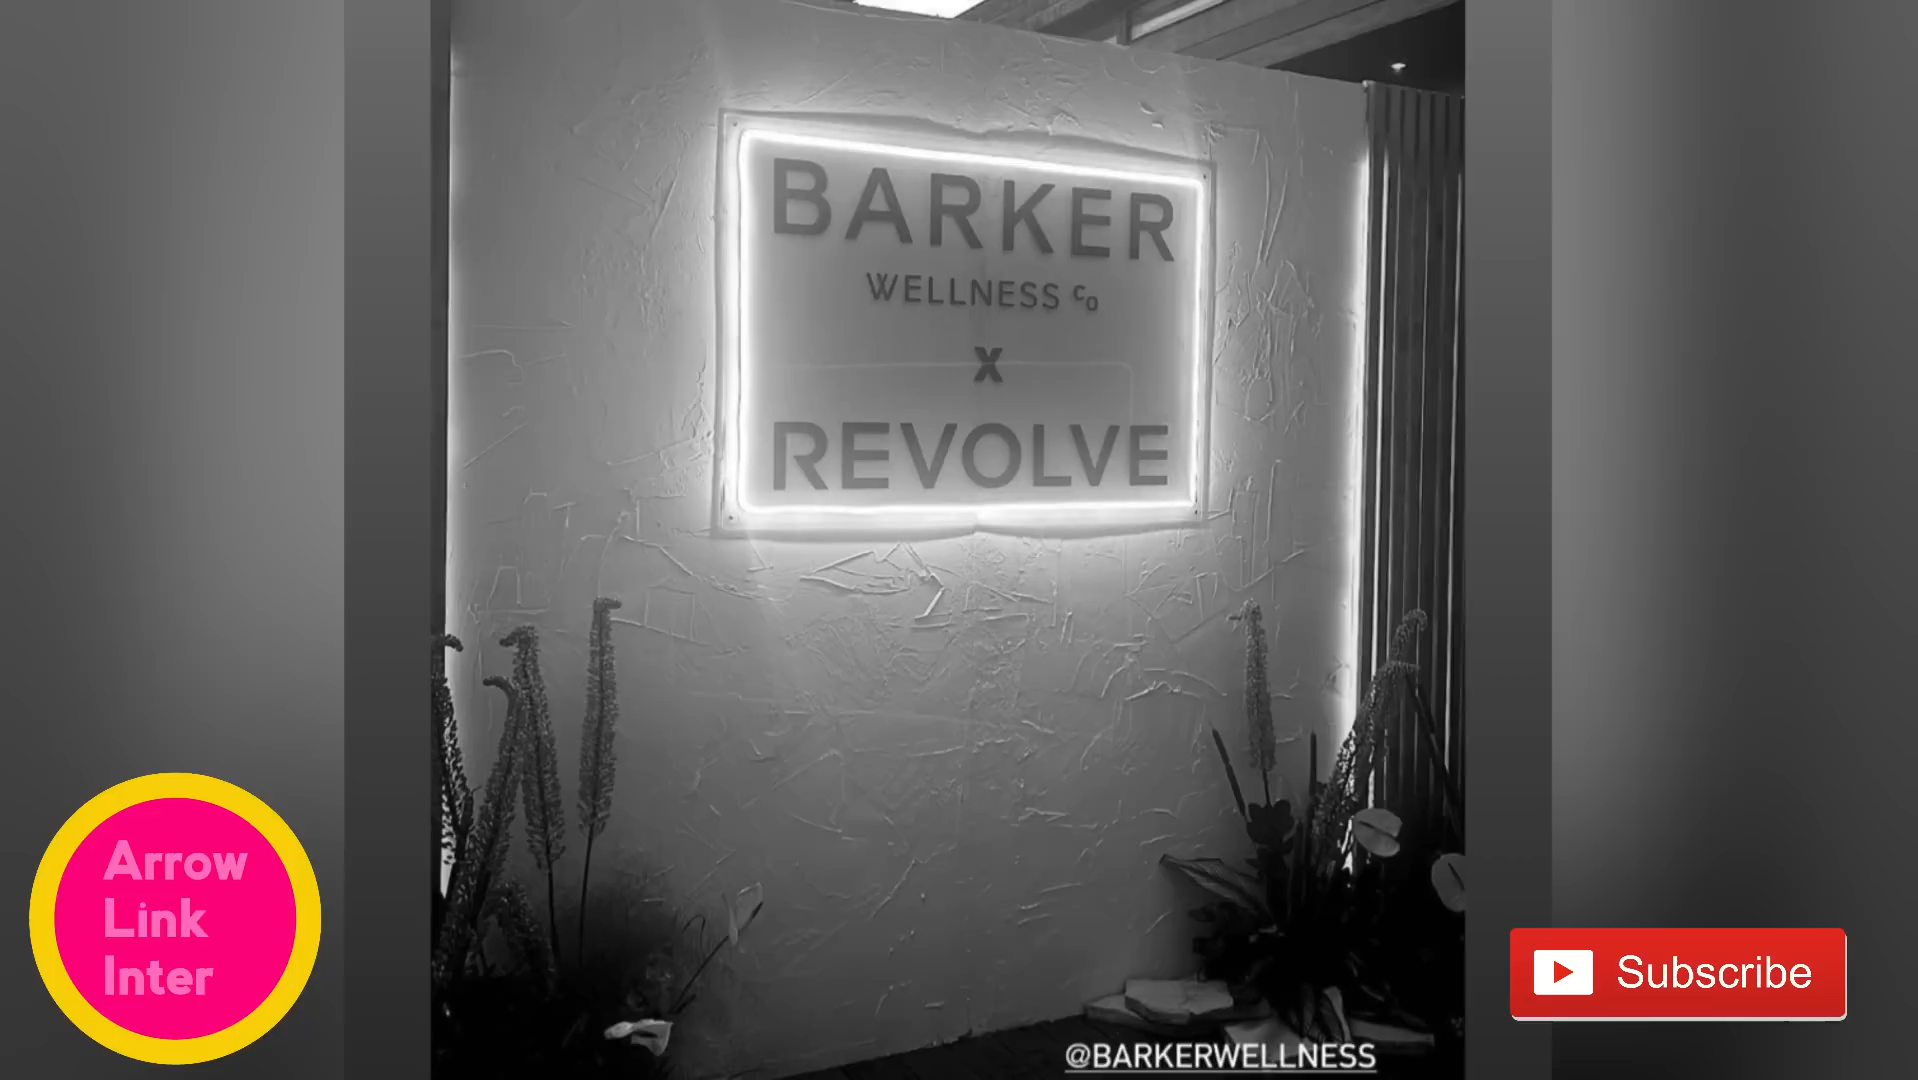 BARKER
WELLNESS Co
X
REVOLVE
Arrow
Link
Inter
Subscribe
@BARKERWELLNESS